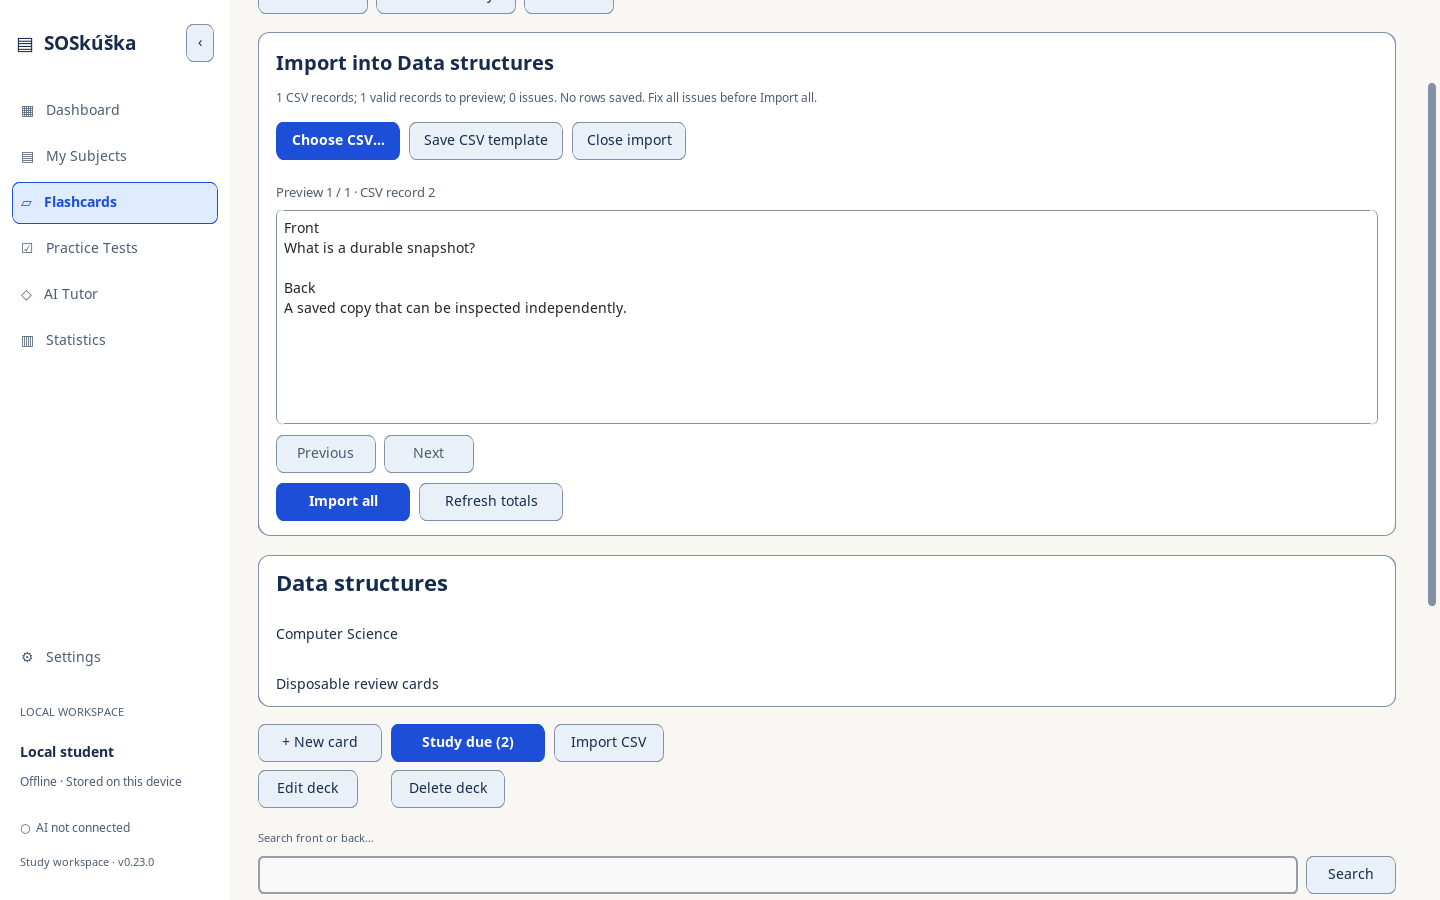 SOSkúška
‹
Dashboard
My Subjects
Flashcards
Practice Tests
AI Tutor
Statistics
Settings
LOCAL WORKSPACE
Local student
Offline · Stored on this device
AI not connected
Study workspace · v0.23.0
Import into Data structures
1 CSV records; 1 valid records to preview; 0 issues. No rows saved. Fix all issues before Import all.
Choose CSV... Save CSV template Close import
Preview 1 / 1 · CSV record 2
Front
What is a durable snapshot?
Back
A saved copy that can be inspected independently.
Previous Next
Import all Refresh totals
Data structures
Computer Science
Disposable review cards
+ New card Study due (2) Import CSV
Edit deck Delete deck
Search front or back...
Search